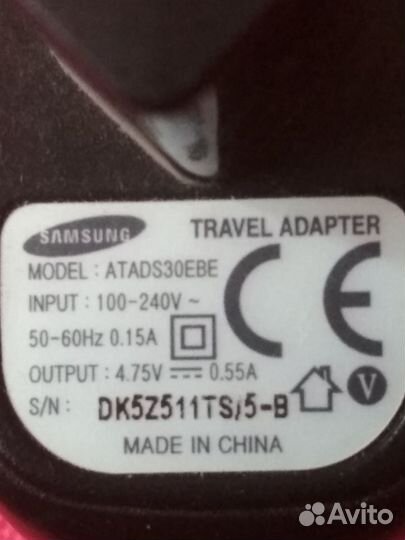 SAMSUNG TRAVEL ADAPTER
MODEL : ATADS30EBE
INPUT : 100-240V ~
50-60Hz 0.15A
OUTPUT : 4.75V ⎓ 0.55A
S/N : DK5Z511TS/5-B
MADE IN CHINA
CE
V
Avito